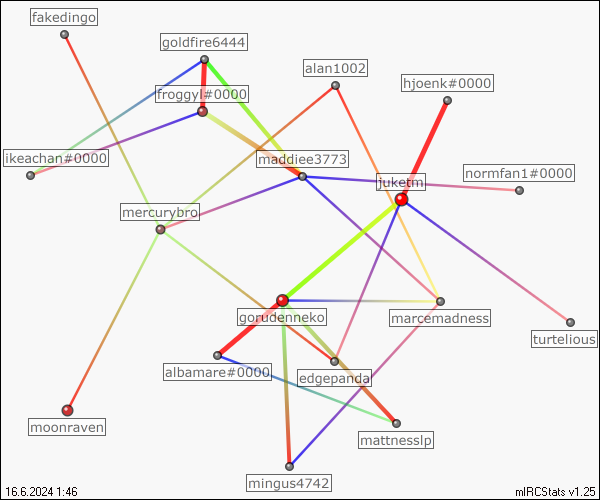 fakedingo
goldfire6444
alan1002
hjoenk#0000
froggyl#0000
ikeachan#0000
maddiee3773
normfan1#0000
juketm
mercurybro
gorudenneko
marcemadness
turtelious
albamare#0000
edgepanda
moonraven
mattnesslp
mingus4742
16.6.2024 1:46
mIRCStats v1.25